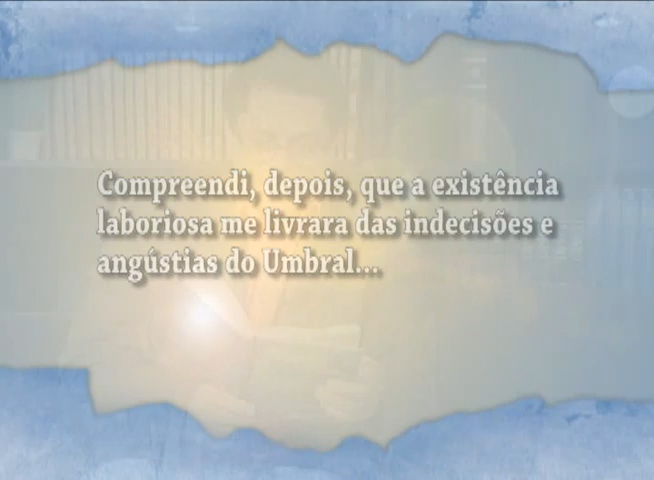 Compreendi, depois, que a existência
laboriosa me livrara das indecisões e
angústias do Umbral...